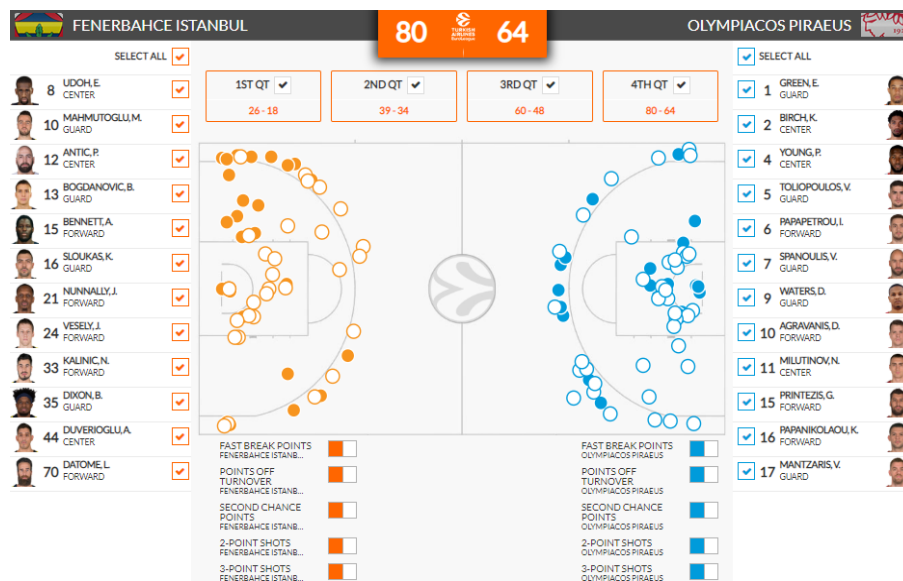 FENERBAHCE ISTANBUL
80
TURKISH AIRLINES
EuroLeague
64
OLYMPIACOS PIRAEUS
SELECT ALL
8 UDOH, E.
CENTER
10 MAHMUTOGLU, M.
GUARD
12 ANTIC, P.
CENTER
13 BOGDANOVIC, B.
GUARD
15 BENNETT, A.
FORWARD
16 SLOUKAS, K.
GUARD
21 NUNNALLY, J.
FORWARD
24 VESELY, J.
FORWARD
33 KALINIC, N.
FORWARD
35 DIXON, B.
GUARD
44 DUVERIOGLU, A.
CENTER
70 DATOME, L.
FORWARD
1ST QT
26 - 18
2ND QT
39 - 34
3RD QT
60 - 48
4TH QT
80 - 64
FAST BREAK POINTS
FENERBAHCE ISTANB...
POINTS OFF
TURNOVER
FENERBAHCE ISTANB...
SECOND CHANCE
POINTS
FENERBAHCE ISTANB...
2-POINT SHOTS
FENERBAHCE ISTANB...
3-POINT SHOTS
FENERBAHCE ISTANB...
FAST BREAK POINTS
OLYMPIACOS PIRAEUS
POINTS OFF
TURNOVER
OLYMPIACOS PIRAEUS
SECOND CHANCE
POINTS
OLYMPIACOS PIRAEUS
2-POINT SHOTS
OLYMPIACOS PIRAEUS
3-POINT SHOTS
OLYMPIACOS PIRAEUS
SELECT ALL
1 GREEN, E.
GUARD
2 BIRCH, K.
CENTER
4 YOUNG, P.
CENTER
5 TOLIOPOULOS, V.
GUARD
6 PAPAPETROU, I.
FORWARD
7 SPANOULIS, V.
GUARD
9 WATERS, D.
GUARD
10 AGRAVANIS, D.
FORWARD
11 MILUTINOV, N.
CENTER
15 PRINTEZIS, G.
FORWARD
16 PAPANIKOLAOU, K.
FORWARD
17 MANTZARIS, V.
GUARD